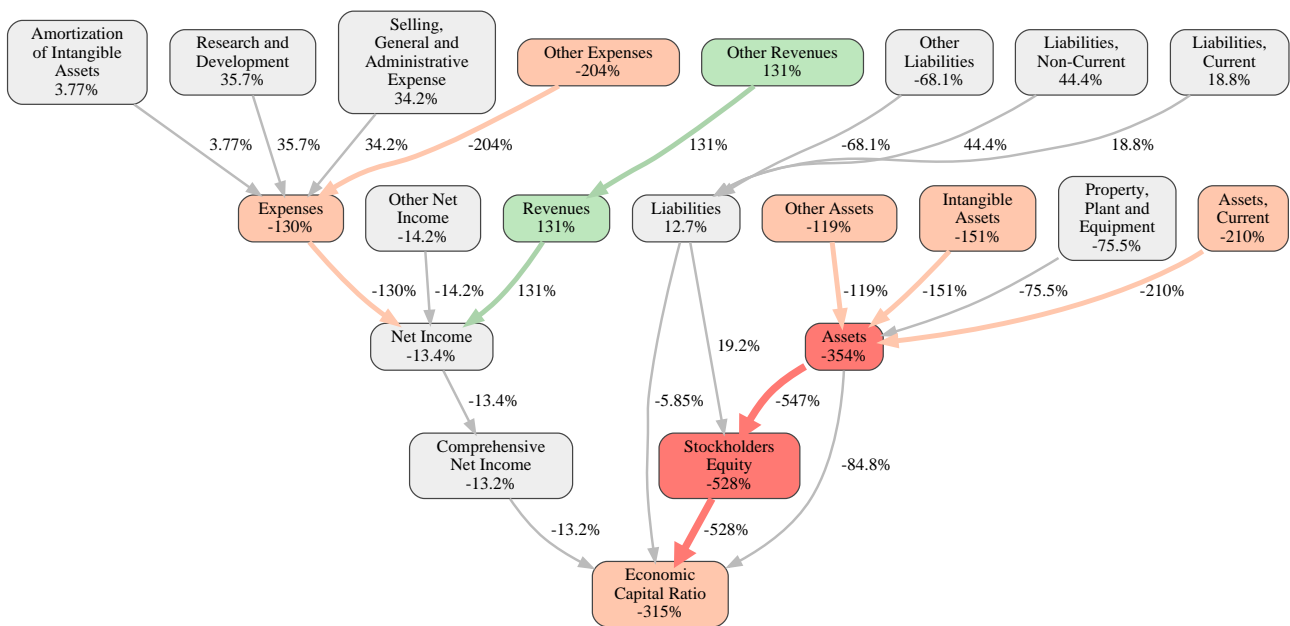 Amortization
of Intangible
Assets
3.77%
Research and
Development
35.7%
Selling,
General and
Administrative
Expense
34.2%
Other Expenses
-204%
Other Revenues
131%
Other
Liabilities
-68.1%
Liabilities,
Non-Current
44.4%
Liabilities,
Current
18.8%
3.77%
35.7%
34.2%
-204%
131%
-68.1%
44.4%
18.8%
Expenses
-130%
Other Net
Income
-14.2%
Revenues
131%
Liabilities
12.7%
Other Assets
-119%
Intangible
Assets
-151%
Property,
Plant and
Equipment
-75.5%
Assets,
Current
-210%
-130%
-14.2%
131%
-119%
-151%
-75.5%
-210%
Net Income
-13.4%
19.2%
Assets
-354%
-13.4%
-5.85%
-547%
Comprehensive
Net Income
-13.2%
Stockholders
Equity
-528%
-84.8%
-13.2%
-528%
Economic
Capital Ratio
-315%